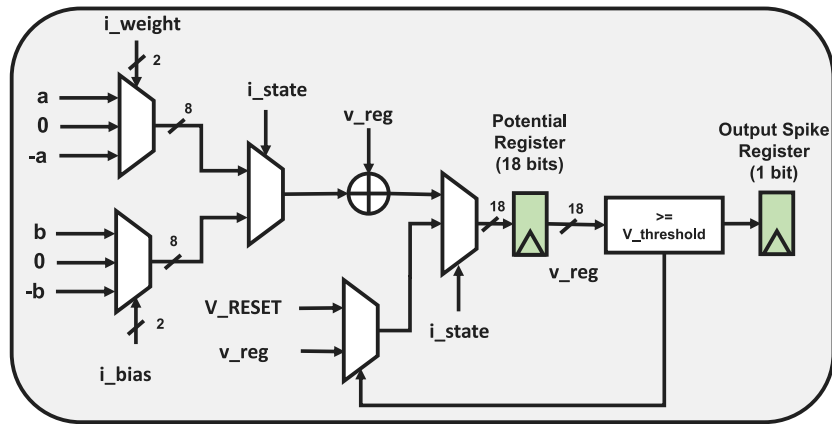 i_weight
2
a
0
-a
8
i_state
v_reg
Potential
Register
(18 bits)
Output Spike
Register
(1 bit)
b
0
-b
8
2
i_bias
18
18
>=
V_threshold
v_reg
V_RESET
v_reg
i_state